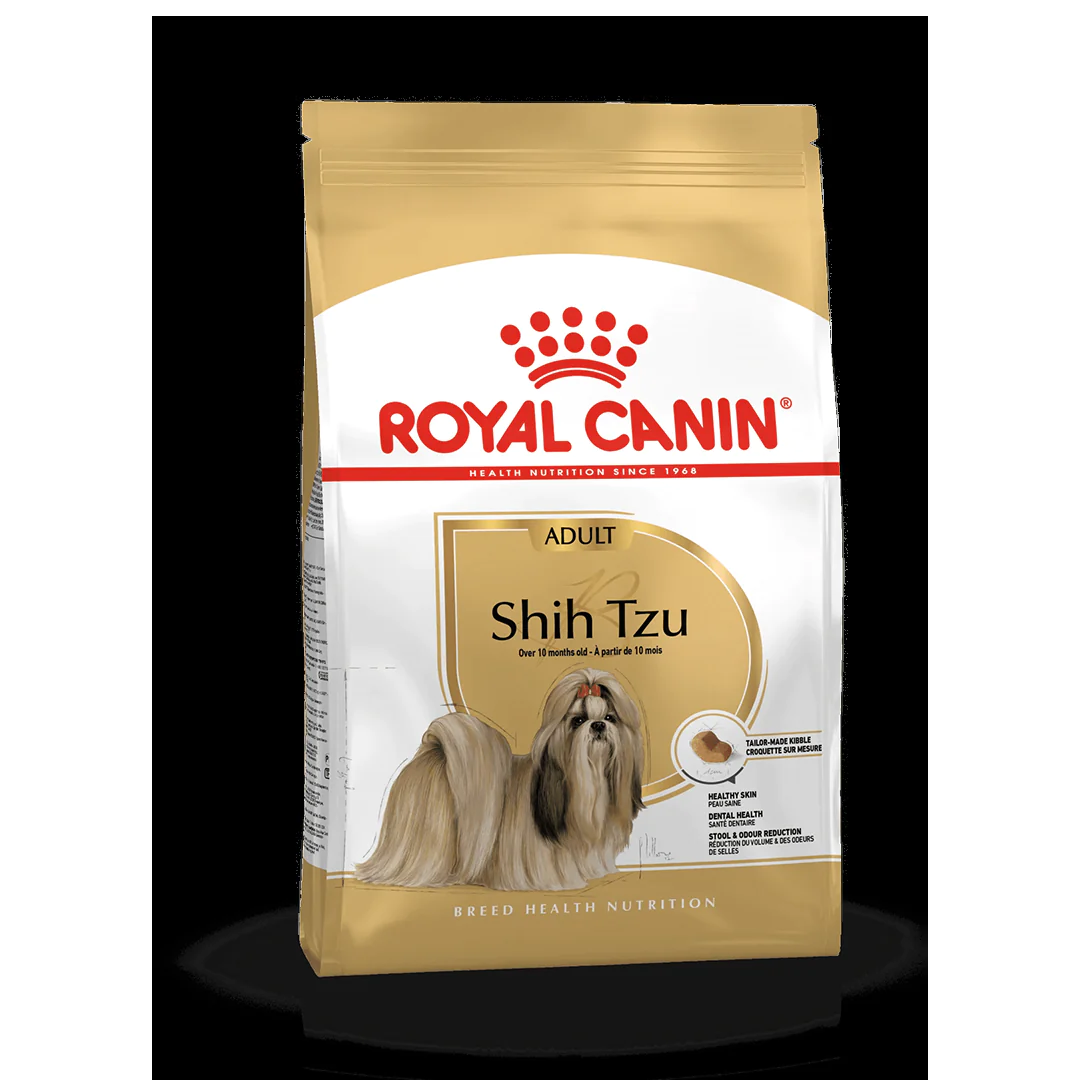 ROYAL CANIN®
HEALTH NUTRITION SINCE 1968
ADULT
Shih Tzu
Over 10 months old - À partir de 10 mois
TAILOR-MADE KIBBLE
CROQUETTE SUR MESURE
HEALTHY SKIN
PEAU SAINE
DENTAL HEALTH
SANTÉ DENTAIRE
STOOL & ODOUR REDUCTION
RÉDUCTION DU VOLUME & DES ODEURS
DE SELLES
BREED HEALTH NUTRITION